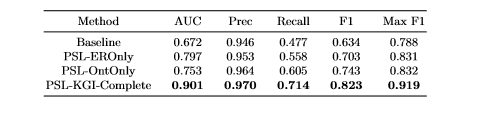 Method AUC Prec Recall F1 Max F1
Baseline 0.672 0.946 0.477 0.634 0.788
PSL-EROnly 0.797 0.953 0.558 0.703 0.831
PSL-OntOnly 0.753 0.964 0.605 0.743 0.832
PSL-KGI-Complete 0.901 0.970 0.714 0.823 0.919